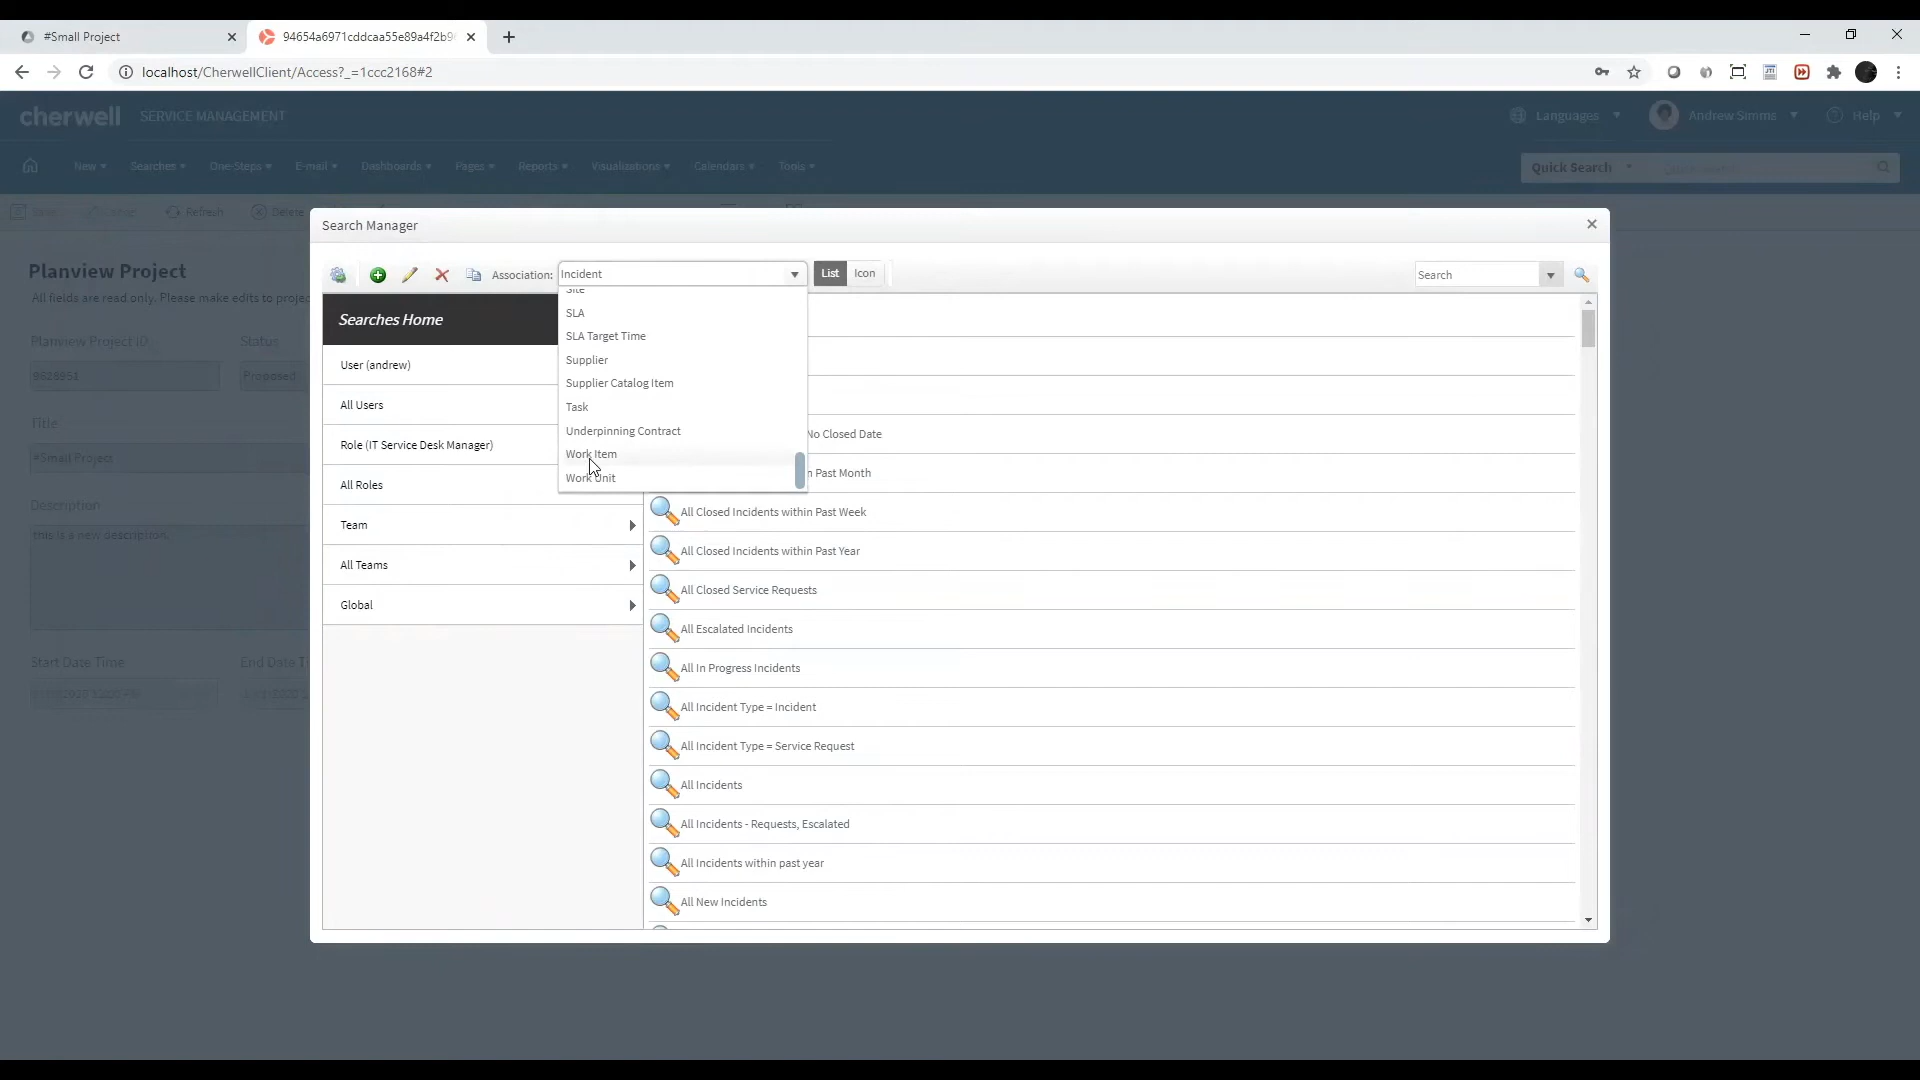 #Small Project
94654a6971cddcaa55e89a4f2b9
localhost/CherwellClient/Access?_=1ccc2168#2
cherwell SERVICE MANAGEMENT
Languages
Andrew Simms
Help
New
Searches
One-Steps
E-mail
Dashboards
Pages
Reports
Visualizations
Calendars
Tools
Quick Search
Refresh
Delete
Search Manager
Planview Project
All fields are read only. Please make edits to projec
Association:
Incident
List
Icon
Search
Searches Home
User (andrew)
All Users
Role (IT Service Desk Manager)
All Roles
Team
All Teams
Global
Site
SLA
SLA Target Time
Supplier
Supplier Catalog Item
Task
Underpinning Contract
Work Item
Work Unit
No Closed Date
n Past Month
All Closed Incidents within Past Week
All Closed Incidents within Past Year
All Closed Service Requests
All Escalated Incidents
All In Progress Incidents
All Incident Type = Incident
All Incident Type = Service Request
All Incidents
All Incidents - Requests, Escalated
All Incidents within past year
All New Incidents
Planview Project ID
Status
9628951
Proposed
Title
#Small Project
Description
this is a new description.
Start Date Time
End Date T